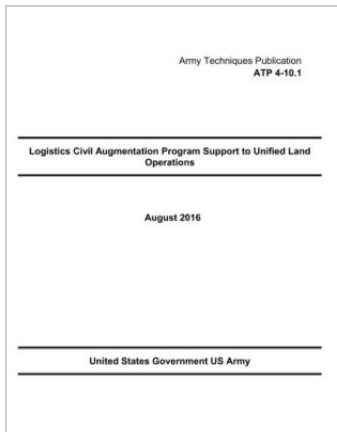 Army Techniques Publication
ATP 4-10.1
Logistics Civil Augmentation Program Support to Unified Land
Operations
August 2016
United States Government US Army